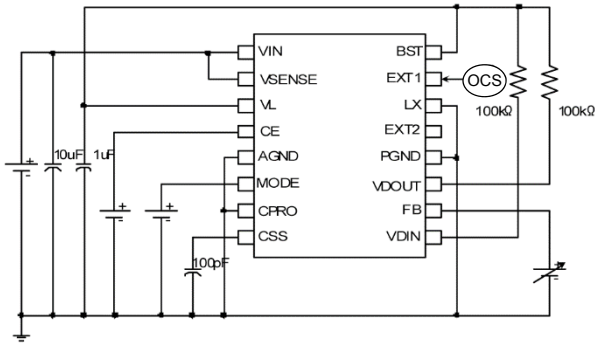 VIN
VSENSE
VL
CE
AGND
MODE
CPRO
CSS
BST
EXT1
LX
EXT2
PGND
VDOUT
FB
VDIN
OCS
100kΩ
100kΩ
10uF
1uF
100pF
+
-
+
-
+
-
+
-